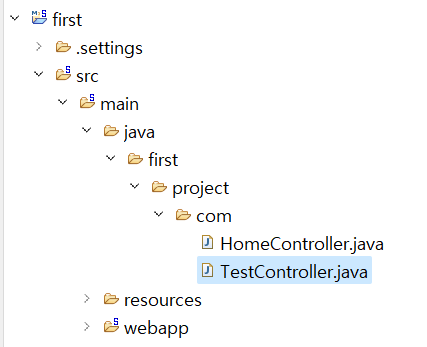 first
.settings
src
main
java
first
project
com
HomeController.java
TestController.java
resources
webapp